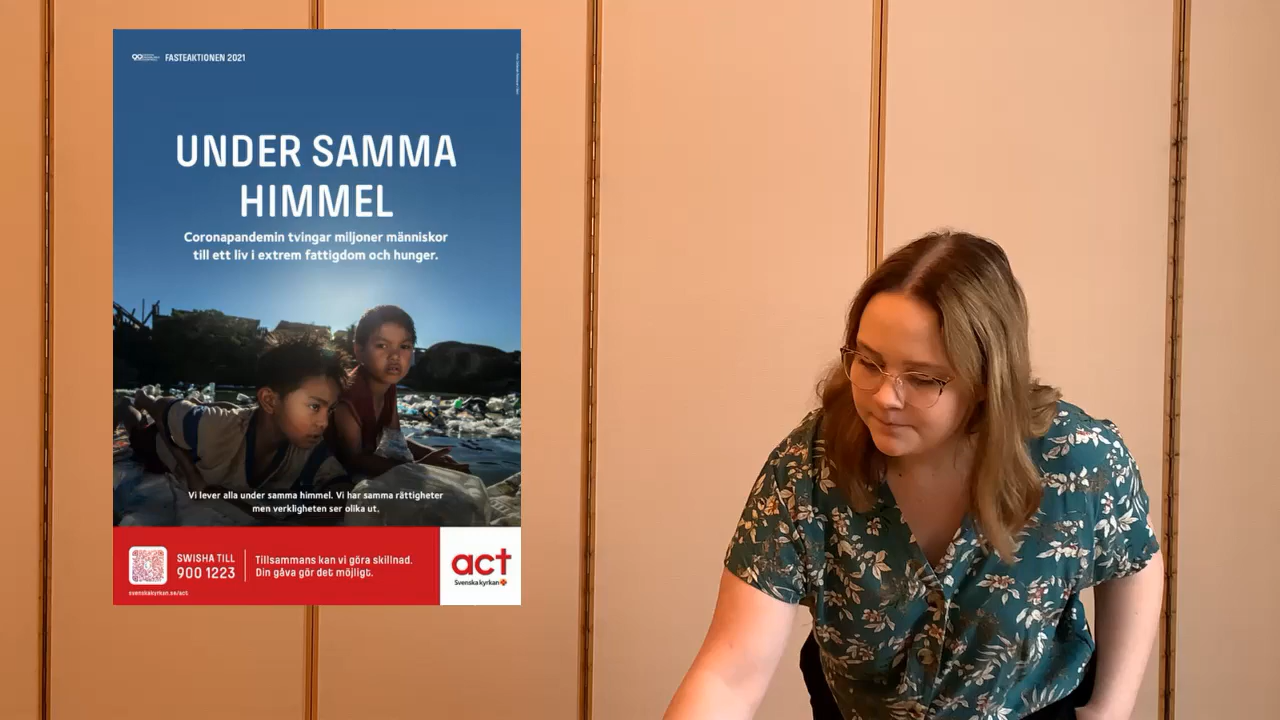 FASTEAKTIONEN 2021
UNDER SAMMA
HIMMEL
Coronapandemin tvingar miljoner människor
till ett liv i extrem fattigdom och hunger.
Vi lever alla under samma himmel. Vi har samma rättigheter
men verkligheten ser olika ut.
SWISHA TILL
900 1223
Tillsammans kan vi göra skillnad.
Din gåva gör det möjligt.
svenskakyrkan.se/act
act
Svenska kyrkan